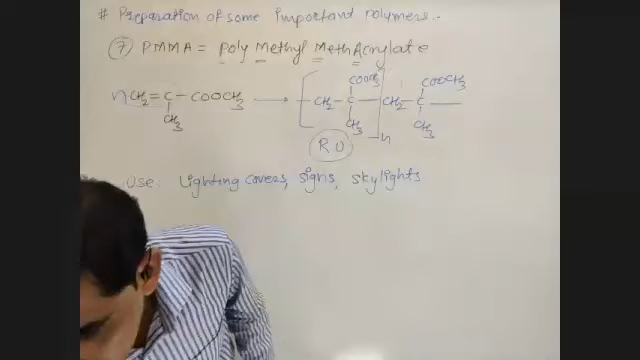 # Preparation of some important polymers:-
⑦ PMMA = Poly Methyl MethAcrylate
COOCH3 COOCH3
nCH2=C-COOCH3 → [-CH2-C-]CH2-C-
CH3 CH3 n CH3
RU
Use: Lighting covers, signs, skylights